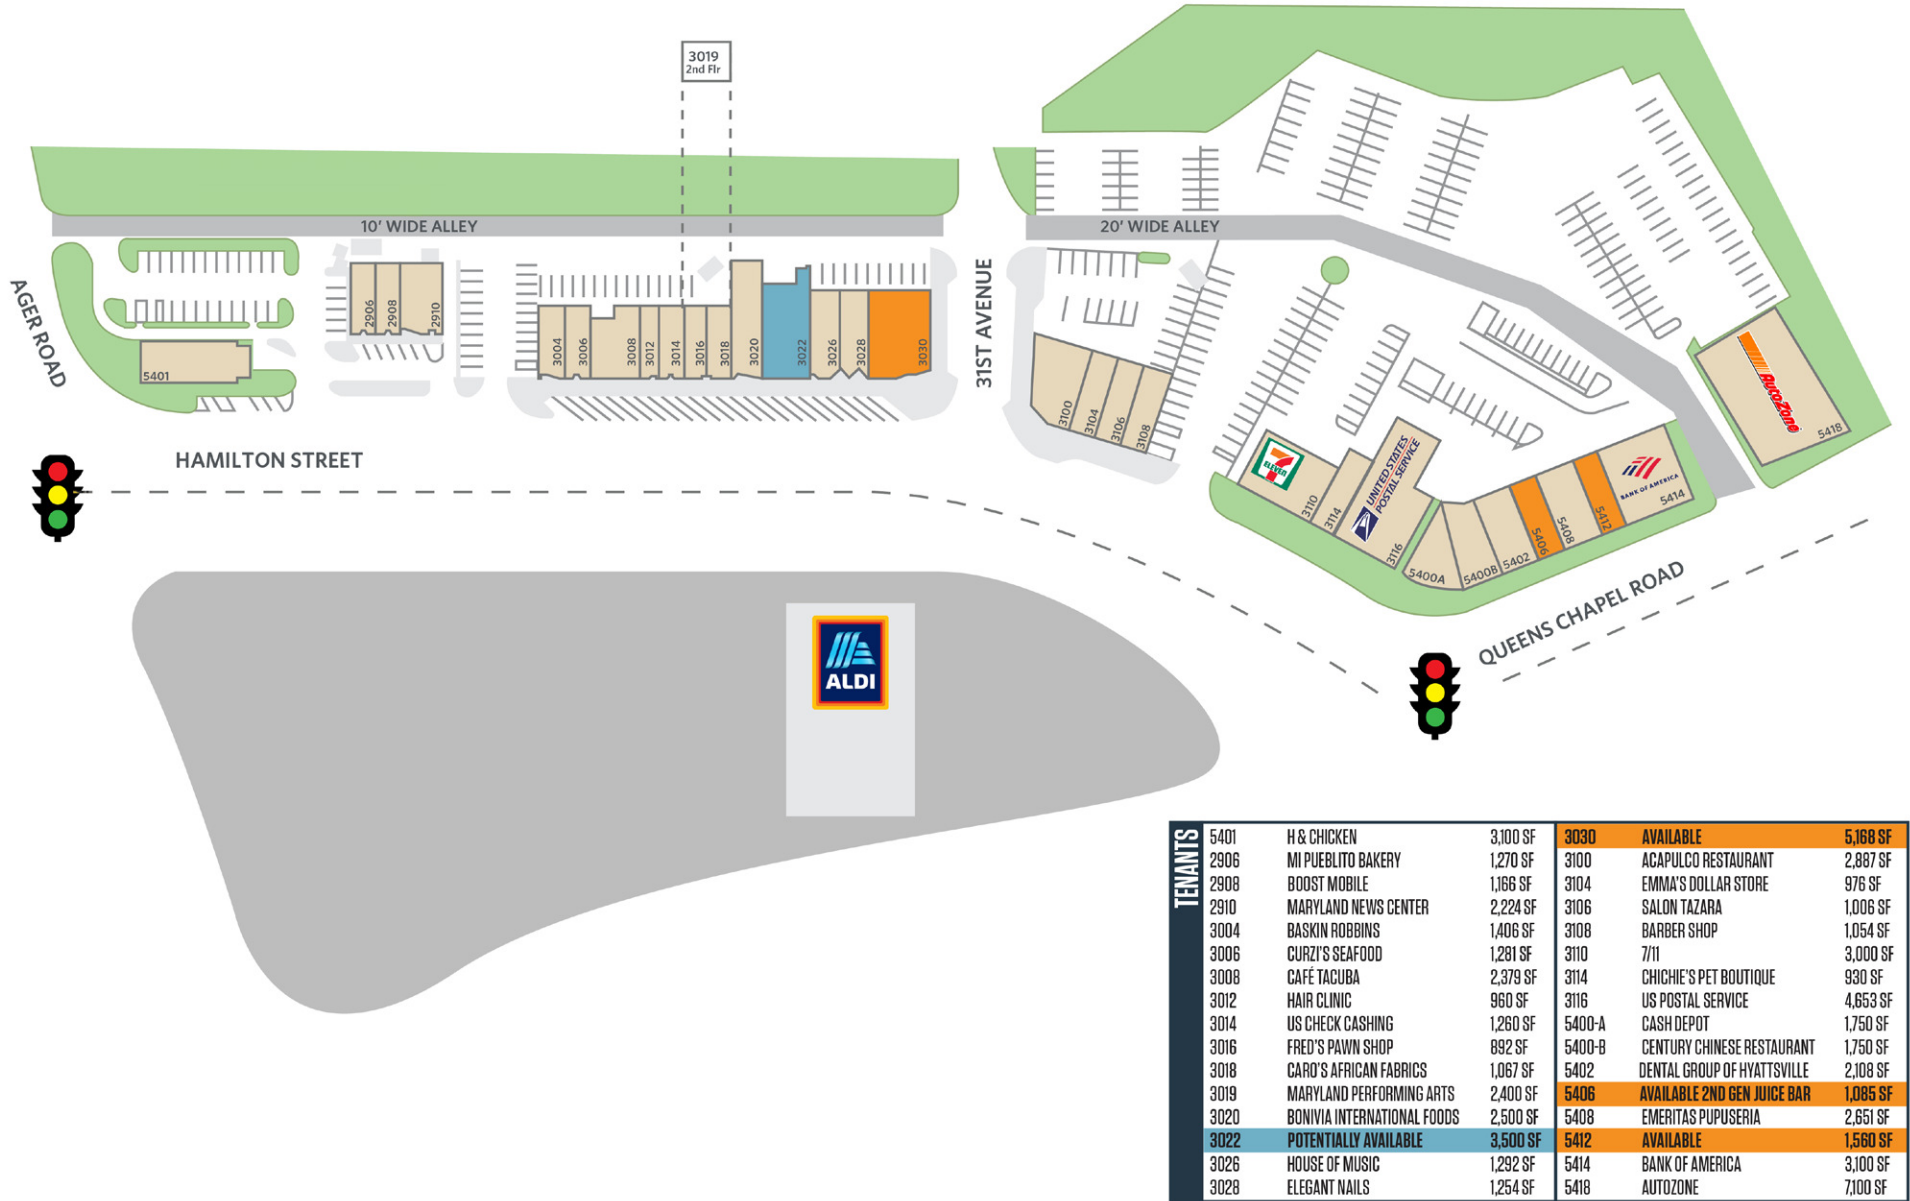 3019
2nd Flr
10' WIDE ALLEY
20' WIDE ALLEY
AGER ROAD
31ST AVENUE
5401
2906
2908
2910
3004
3006
3008
3012
3014
3016
3018
3020
3022
3026
3028
3030
3100
3104
3106
3108
7
ELEVEN
3110
3114
UNITED STATES
POSTAL SERVICE
3116
5400A
5400B
5402
5406
5408
5412
BANK OF AMERICA
5414
AutoZone
5418
HAMILTON STREET
QUEENS CHAPEL ROAD
ALDI
TENANTS
5401 H & CHICKEN 3,100 SF
2906 MI PUEBLITO BAKERY 1,270 SF
2908 BOOST MOBILE 1,166 SF
2910 MARYLAND NEWS CENTER 2,224 SF
3004 BASKIN ROBBINS 1,406 SF
3006 CURZI'S SEAFOOD 1,281 SF
3008 CAFÉ TACUBA 2,379 SF
3012 HAIR CLINIC 960 SF
3014 US CHECK CASHING 1,260 SF
3016 FRED'S PAWN SHOP 892 SF
3018 CARO'S AFRICAN FABRICS 1,067 SF
3019 MARYLAND PERFORMING ARTS 2,400 SF
3020 BONIVIA INTERNATIONAL FOODS 2,500 SF
3022 POTENTIALLY AVAILABLE 3,500 SF
3026 HOUSE OF MUSIC 1,292 SF
3028 ELEGANT NAILS 1,254 SF
3030 AVAILABLE 5,168 SF
3100 ACAPULCO RESTAURANT 2,887 SF
3104 EMMA'S DOLLAR STORE 976 SF
3106 SALON TAZARA 1,006 SF
3108 BARBER SHOP 1,054 SF
3110 7/11 3,000 SF
3114 CHICHIE'S PET BOUTIQUE 930 SF
3116 US POSTAL SERVICE 4,653 SF
5400-A CASH DEPOT 1,750 SF
5400-B CENTURY CHINESE RESTAURANT 1,750 SF
5402 DENTAL GROUP OF HYATTSVILLE 2,108 SF
5406 AVAILABLE 2ND GEN JUICE BAR 1,085 SF
5408 EMERITAS PUPUSERIA 2,651 SF
5412 AVAILABLE 1,560 SF
5414 BANK OF AMERICA 3,100 SF
5418 AUTOZONE 7,100 SF